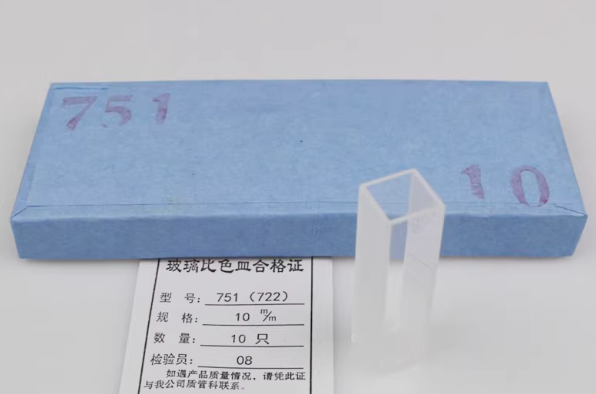 751
10
玻璃比色皿合格证
型 号: 751 (722)
规 格: 10 m/m
数 量: 10 只
检验员: 08
如遇产品质量情况, 请凭此证
与我公司质管科联系.